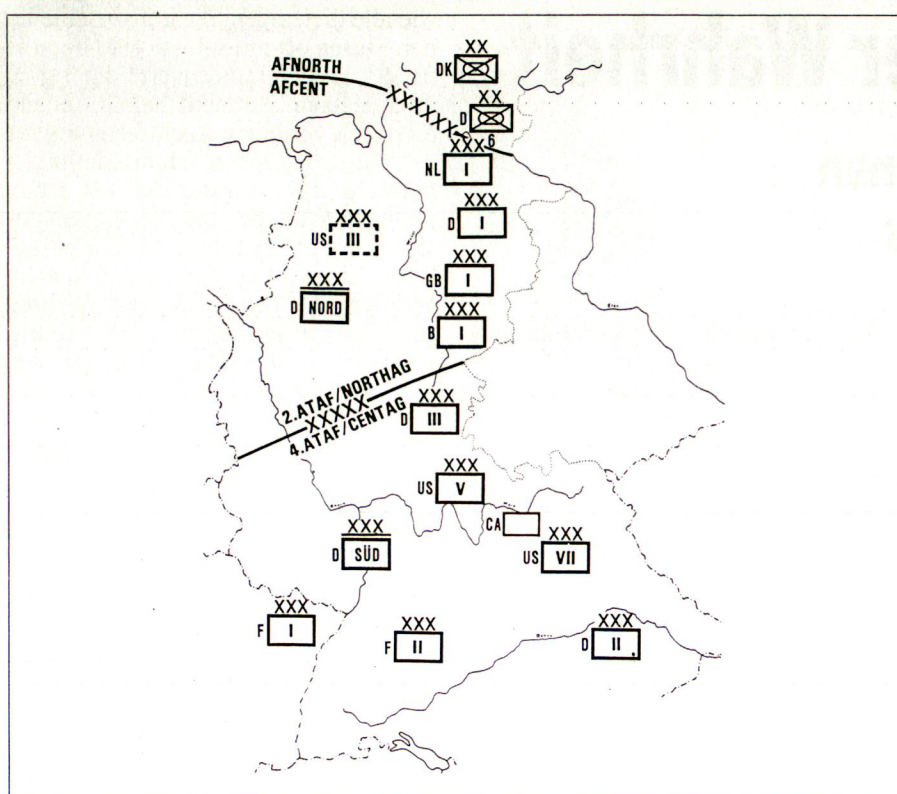 XX
DK
AFNORTH
AFCENT
XXXXXX
XX
D
6
XXX
NL I
XXX
D I
XXX
US III
XXX
GB I
XXX
D NORD
XXX
B I
2.ATAF/NORTHAG
XXXXX
4.ATAF/CENTAG
XXX
D III
XXX
US V
CA
XXX
D SÜD
XXX
US VII
XXX
F I
XXX
F II
XXX
D II